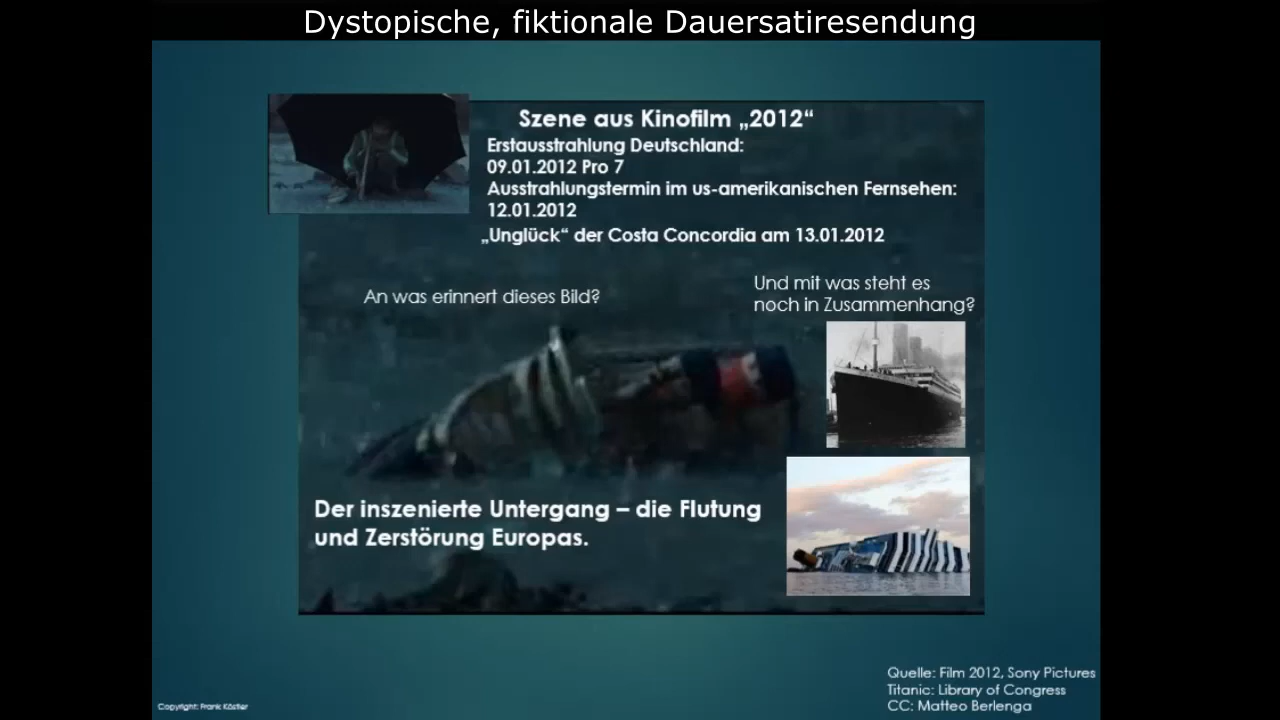 Dystopische, fiktionale Dauersatiresendung
Szene aus Kinofilm „2012“
Erstausstrahlung Deutschland:
09.01.2012 Pro 7
Ausstrahlungstermin im us-amerikanischen Fernsehen:
12.01.2012
„Unglück“ der Costa Concordia am 13.01.2012
An was erinnert dieses Bild?
Und mit was steht es
noch in Zusammenhang?
Der inszenierte Untergang – die Flutung
und Zerstörung Europas.
Quelle: Film 2012, Sony Pictures
Titanic: Library of Congress
CC: Matteo Berlenga
Copyright: Frank Köstler